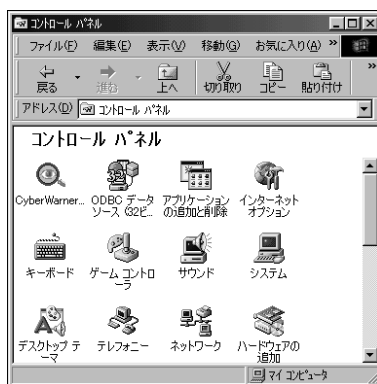 コントロール パネル
ファイル(F) 編集(E) 表示(V) 移動(G) お気に入り(A) »
戻る 進む 上へ 切り取り コピー 貼り付け »
アドレス(D) コントロール パネル
コントロール パネル
CyberWarner... ODBC データ アプリケーション インターネット
ソース (32ビ... の追加と削除 オプション
キーボード ゲーム コントロ サウンド システム
ーラ
デスクトップ テ テレフォニー ネットワーク ハードウェアの
ーマ 追加
マイ コンピュータ